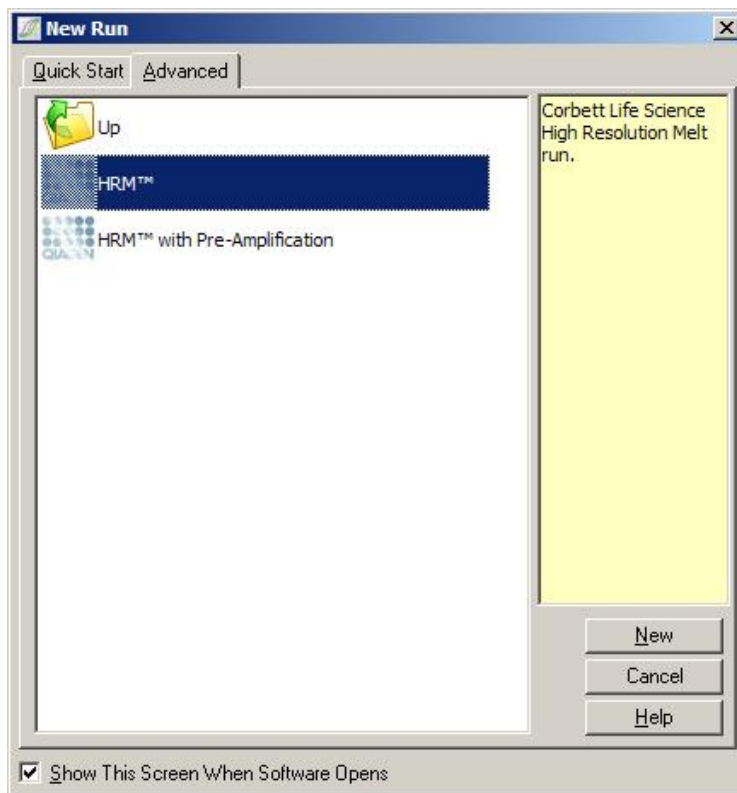 New Run
Quick Start
Advanced
Up
HRM™
HRM™ with Pre-Amplification
QIAGEN
Corbett Life Science
High Resolution Melt
run.
New
Cancel
Help
Show This Screen When Software Opens